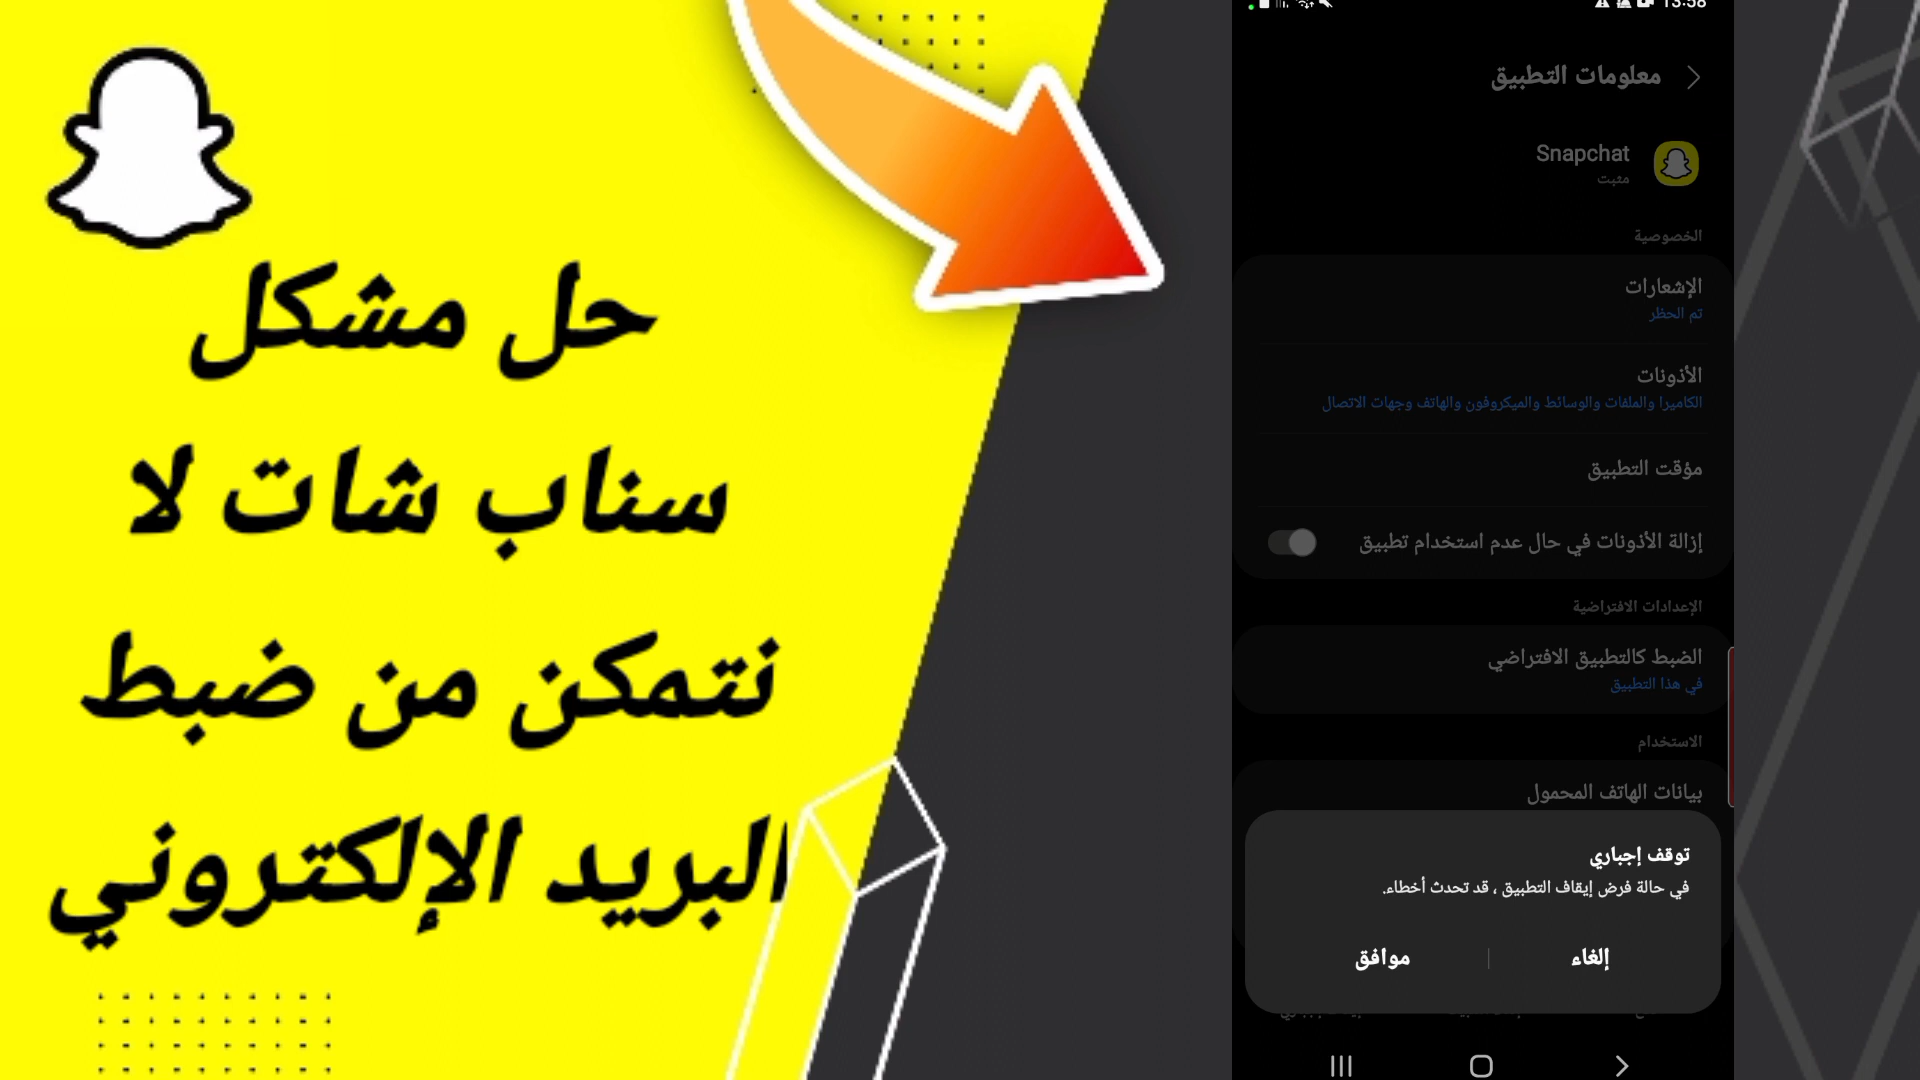 حل مشكل
سناب شات لا
نتمكن من ضبط
البريد الإلكتروني
13:58
معلومات التطبيق
Snapchat
مثبت
الخصوصية
الإشعارات
تم الحظر
الأذونات
الكاميرا والملفات والوسائط والميكروفون والهاتف وجهات الاتصال
مؤقت التطبيق
إزالة الأذونات في حال عدم استخدام تطبيق
الإعدادات الافتراضية
الضبط كالتطبيق الافتراضي
في هذا التطبيق
الاستخدام
بيانات الهاتف المحمول
توقف إجباري
في حالة فرض إيقاف التطبيق ، قد تحدث أخطاء.
إلغاء
موافق